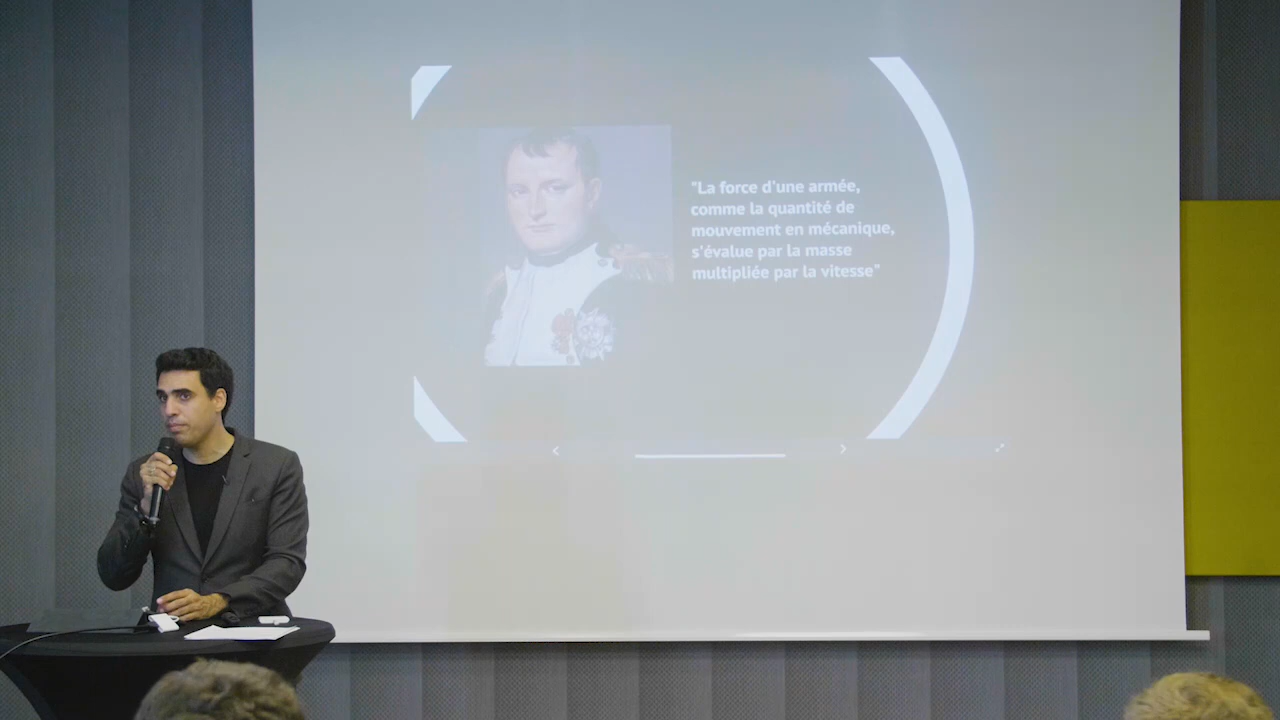 "La force d'une armée,
comme la quantité de
mouvement en mécanique,
s'évalue par la masse
multipliée par la vitesse"